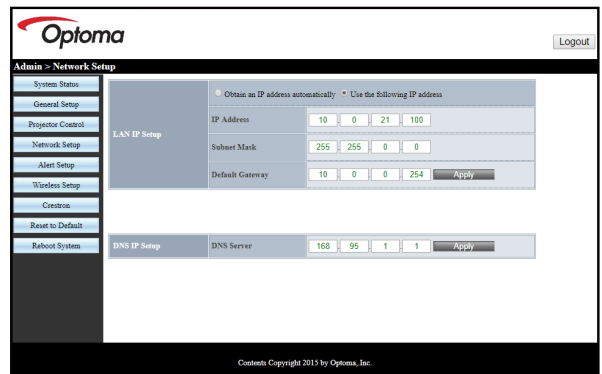 Optoma
Logout
Admin > Network Setup
System Status
General Setup
Projector Control
Network Setup
Alert Setup
Wireless Setup
Crestron
Reset to Default
Reboot System
LAN IP Setup
Obtain an IP address automatically Use the following IP address
IP Address 10 . 0 . 21 . 100
Subnet Mask 255 . 255 . 0 . 0
Default Gateway 10 . 0 . 0 . 254 Apply
DNS IP Setup DNS Server 168 . 95 . 1 . 1 Apply
Contents Copyright 2015 by Optoma, Inc.